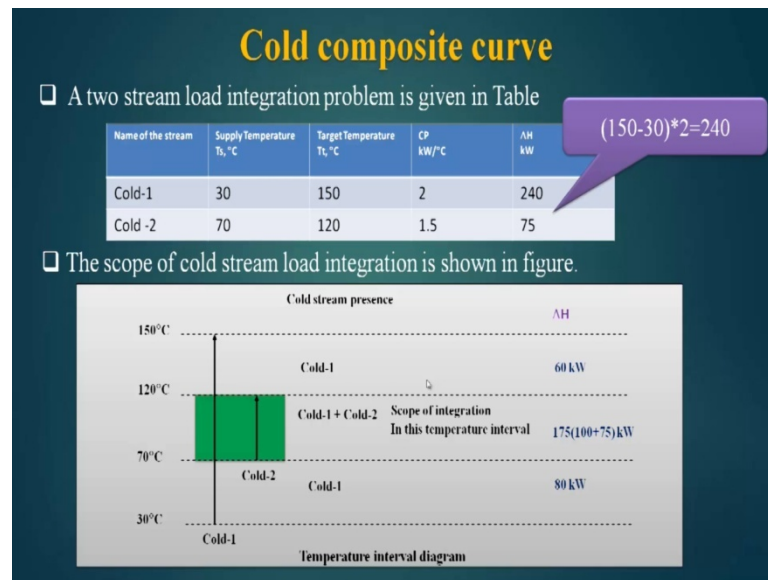 Cold composite curve
❑ A two stream load integration problem is given in Table
(150-30)*2=240
Name of the stream Supply Temperature Ts, °C Target Temperature Tt, °C CP kW/°C ΔH kW
Cold-1 30 150 2 240
Cold -2 70 120 1.5 75
❑ The scope of cold stream load integration is shown in figure.
Cold stream presence
ΔH
150°C
Cold-1 60 kW
120°C
Cold-1 + Cold-2 Scope of integration
In this temperature interval 175(100+75)kW
70°C
Cold-2
Cold-1 80 kW
30°C
Cold-1
Temperature interval diagram